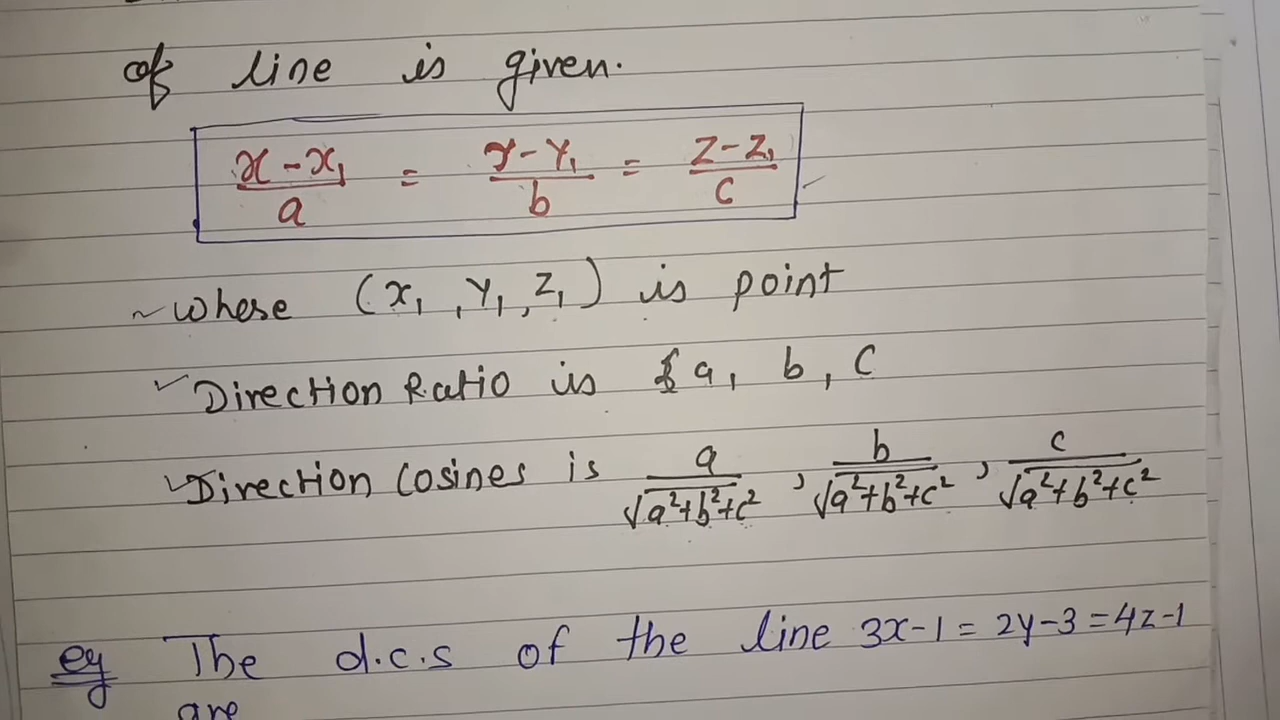 of line is given.
x-x₁/a = y-y₁/b = z-z₁/c
where (x₁, y₁, z₁) is point
Direction Ratio is a, b, c
Direction Cosines is a/√a²+b²+c², b/√a²+b²+c², c/√a²+b²+c²
eg The d.c.s of the line 3x-1 = 2y-3 = 4z-1
are